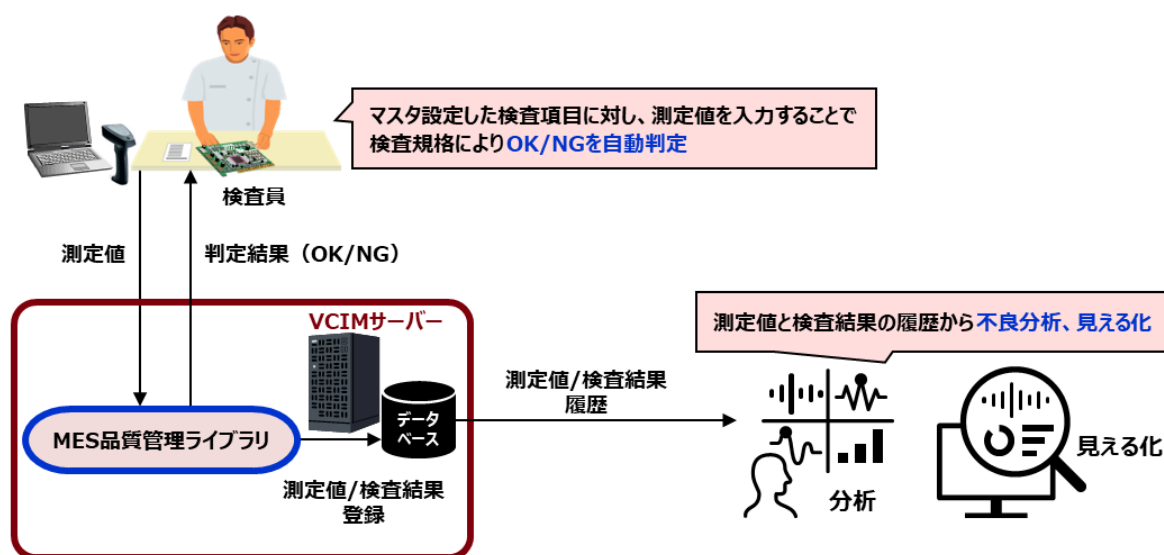 マスタ設定した検査項目に対し、測定値を入力することで
検査規格によりOK/NGを自動判定
検査員
測定値
判定結果（OK/NG）
VCIMサーバー
測定値と検査結果の履歴から不良分析、見える化
測定値/検査結果
履歴
データ
ベース
MES品質管理ライブラリ
見える化
測定値/検査結果
登録
分析